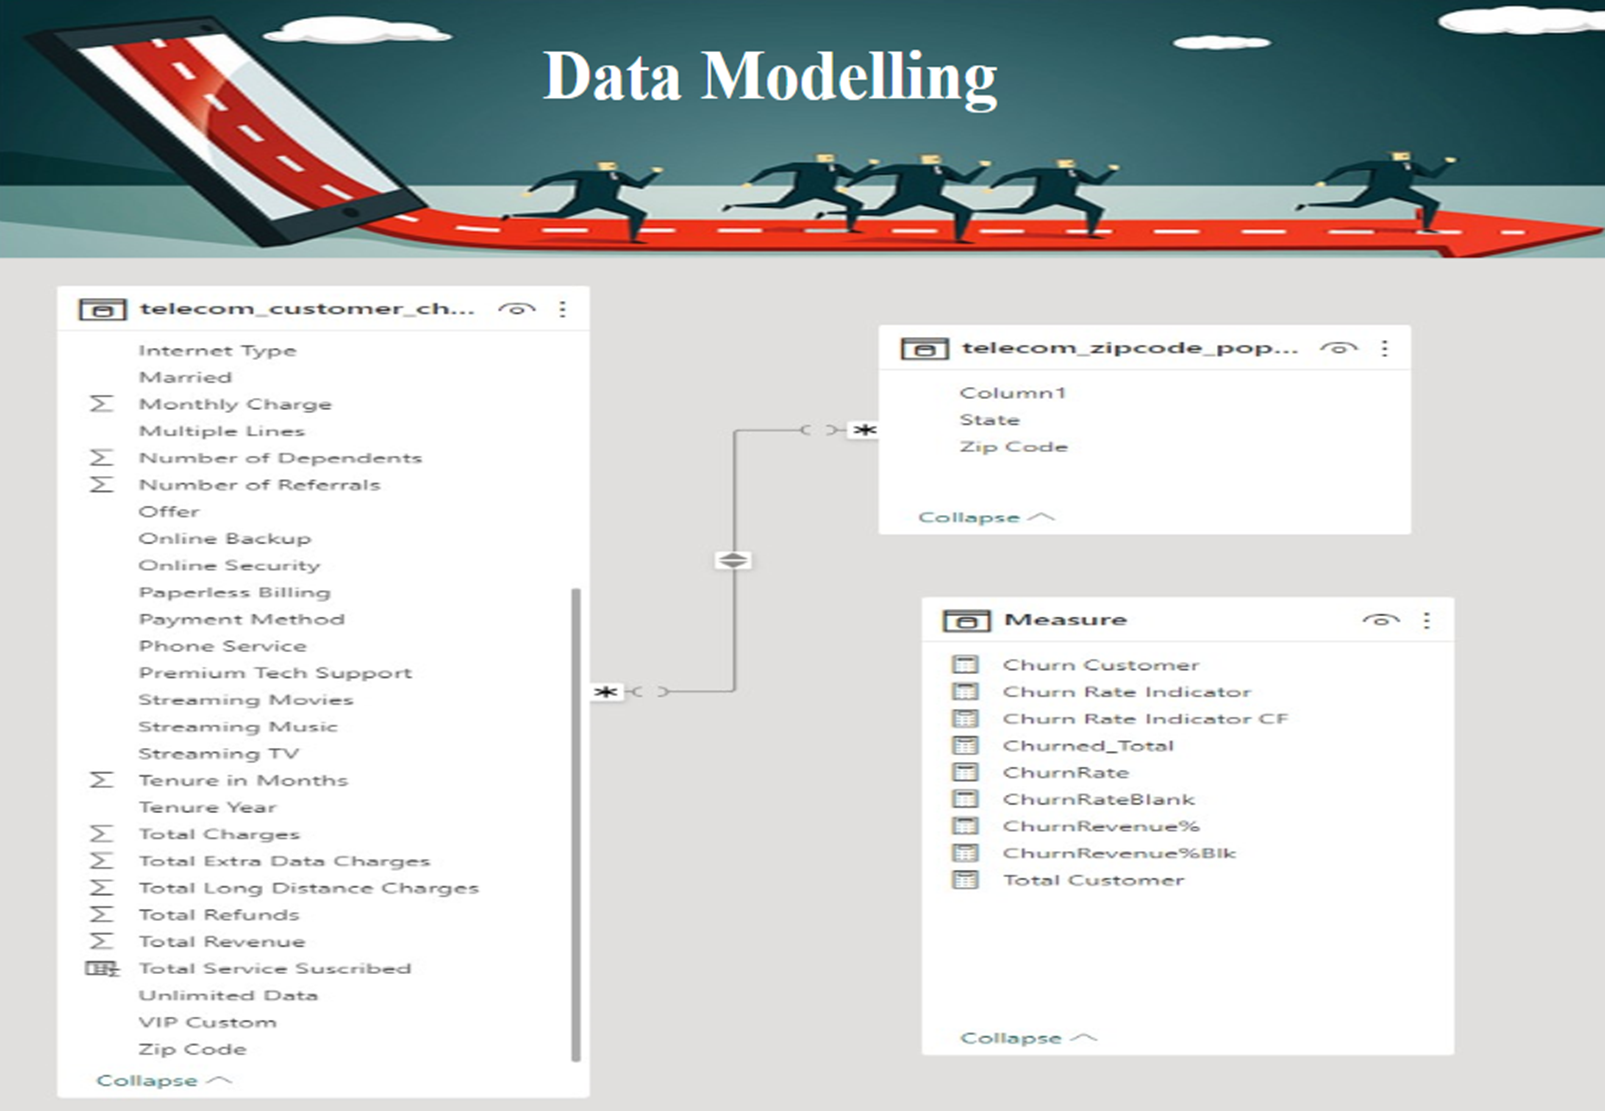 Data Modelling
telecom_customer_ch...
Internet Type
Married
Monthly Charge
Multiple Lines
Number of Dependents
Number of Referrals
Offer
Online Backup
Online Security
Paperless Billing
Payment Method
Phone Service
Premium Tech Support
Streaming Movies
Streaming Music
Streaming TV
Tenure in Months
Tenure Year
Total Charges
Total Extra Data Charges
Total Long Distance Charges
Total Refunds
Total Revenue
Total Service Suscribed
Unlimited Data
VIP Custom
Zip Code
Collapse
telecom_zipcode_pop...
Column1
State
Zip Code
Collapse
Measure
Churn Customer
Churn Rate Indicator
Churn Rate Indicator CF
Churned_Total
ChurnRate
ChurnRateBlank
ChurnRevenue%
ChurnRevenue%Blk
Total Customer
Collapse